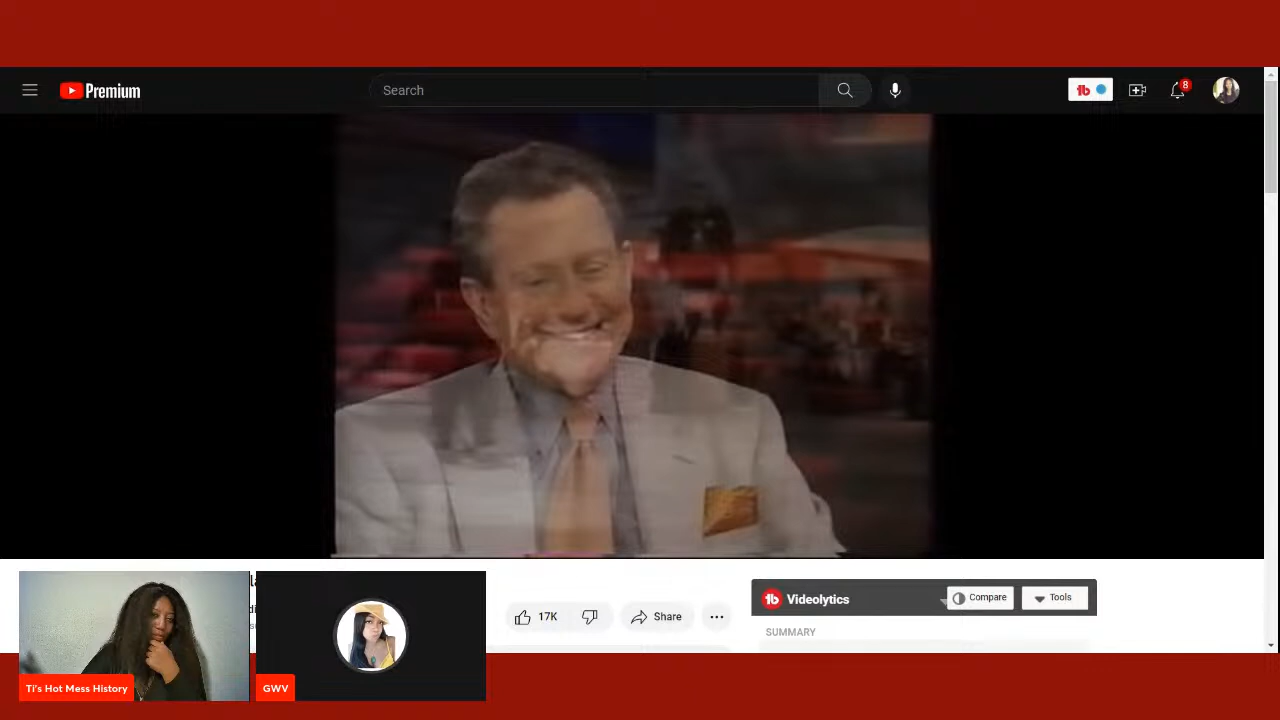 Premium
Search
8
17K
Share
Videolytics
Compare
Tools
SUMMARY
Ti's Hot Mess History
GWV